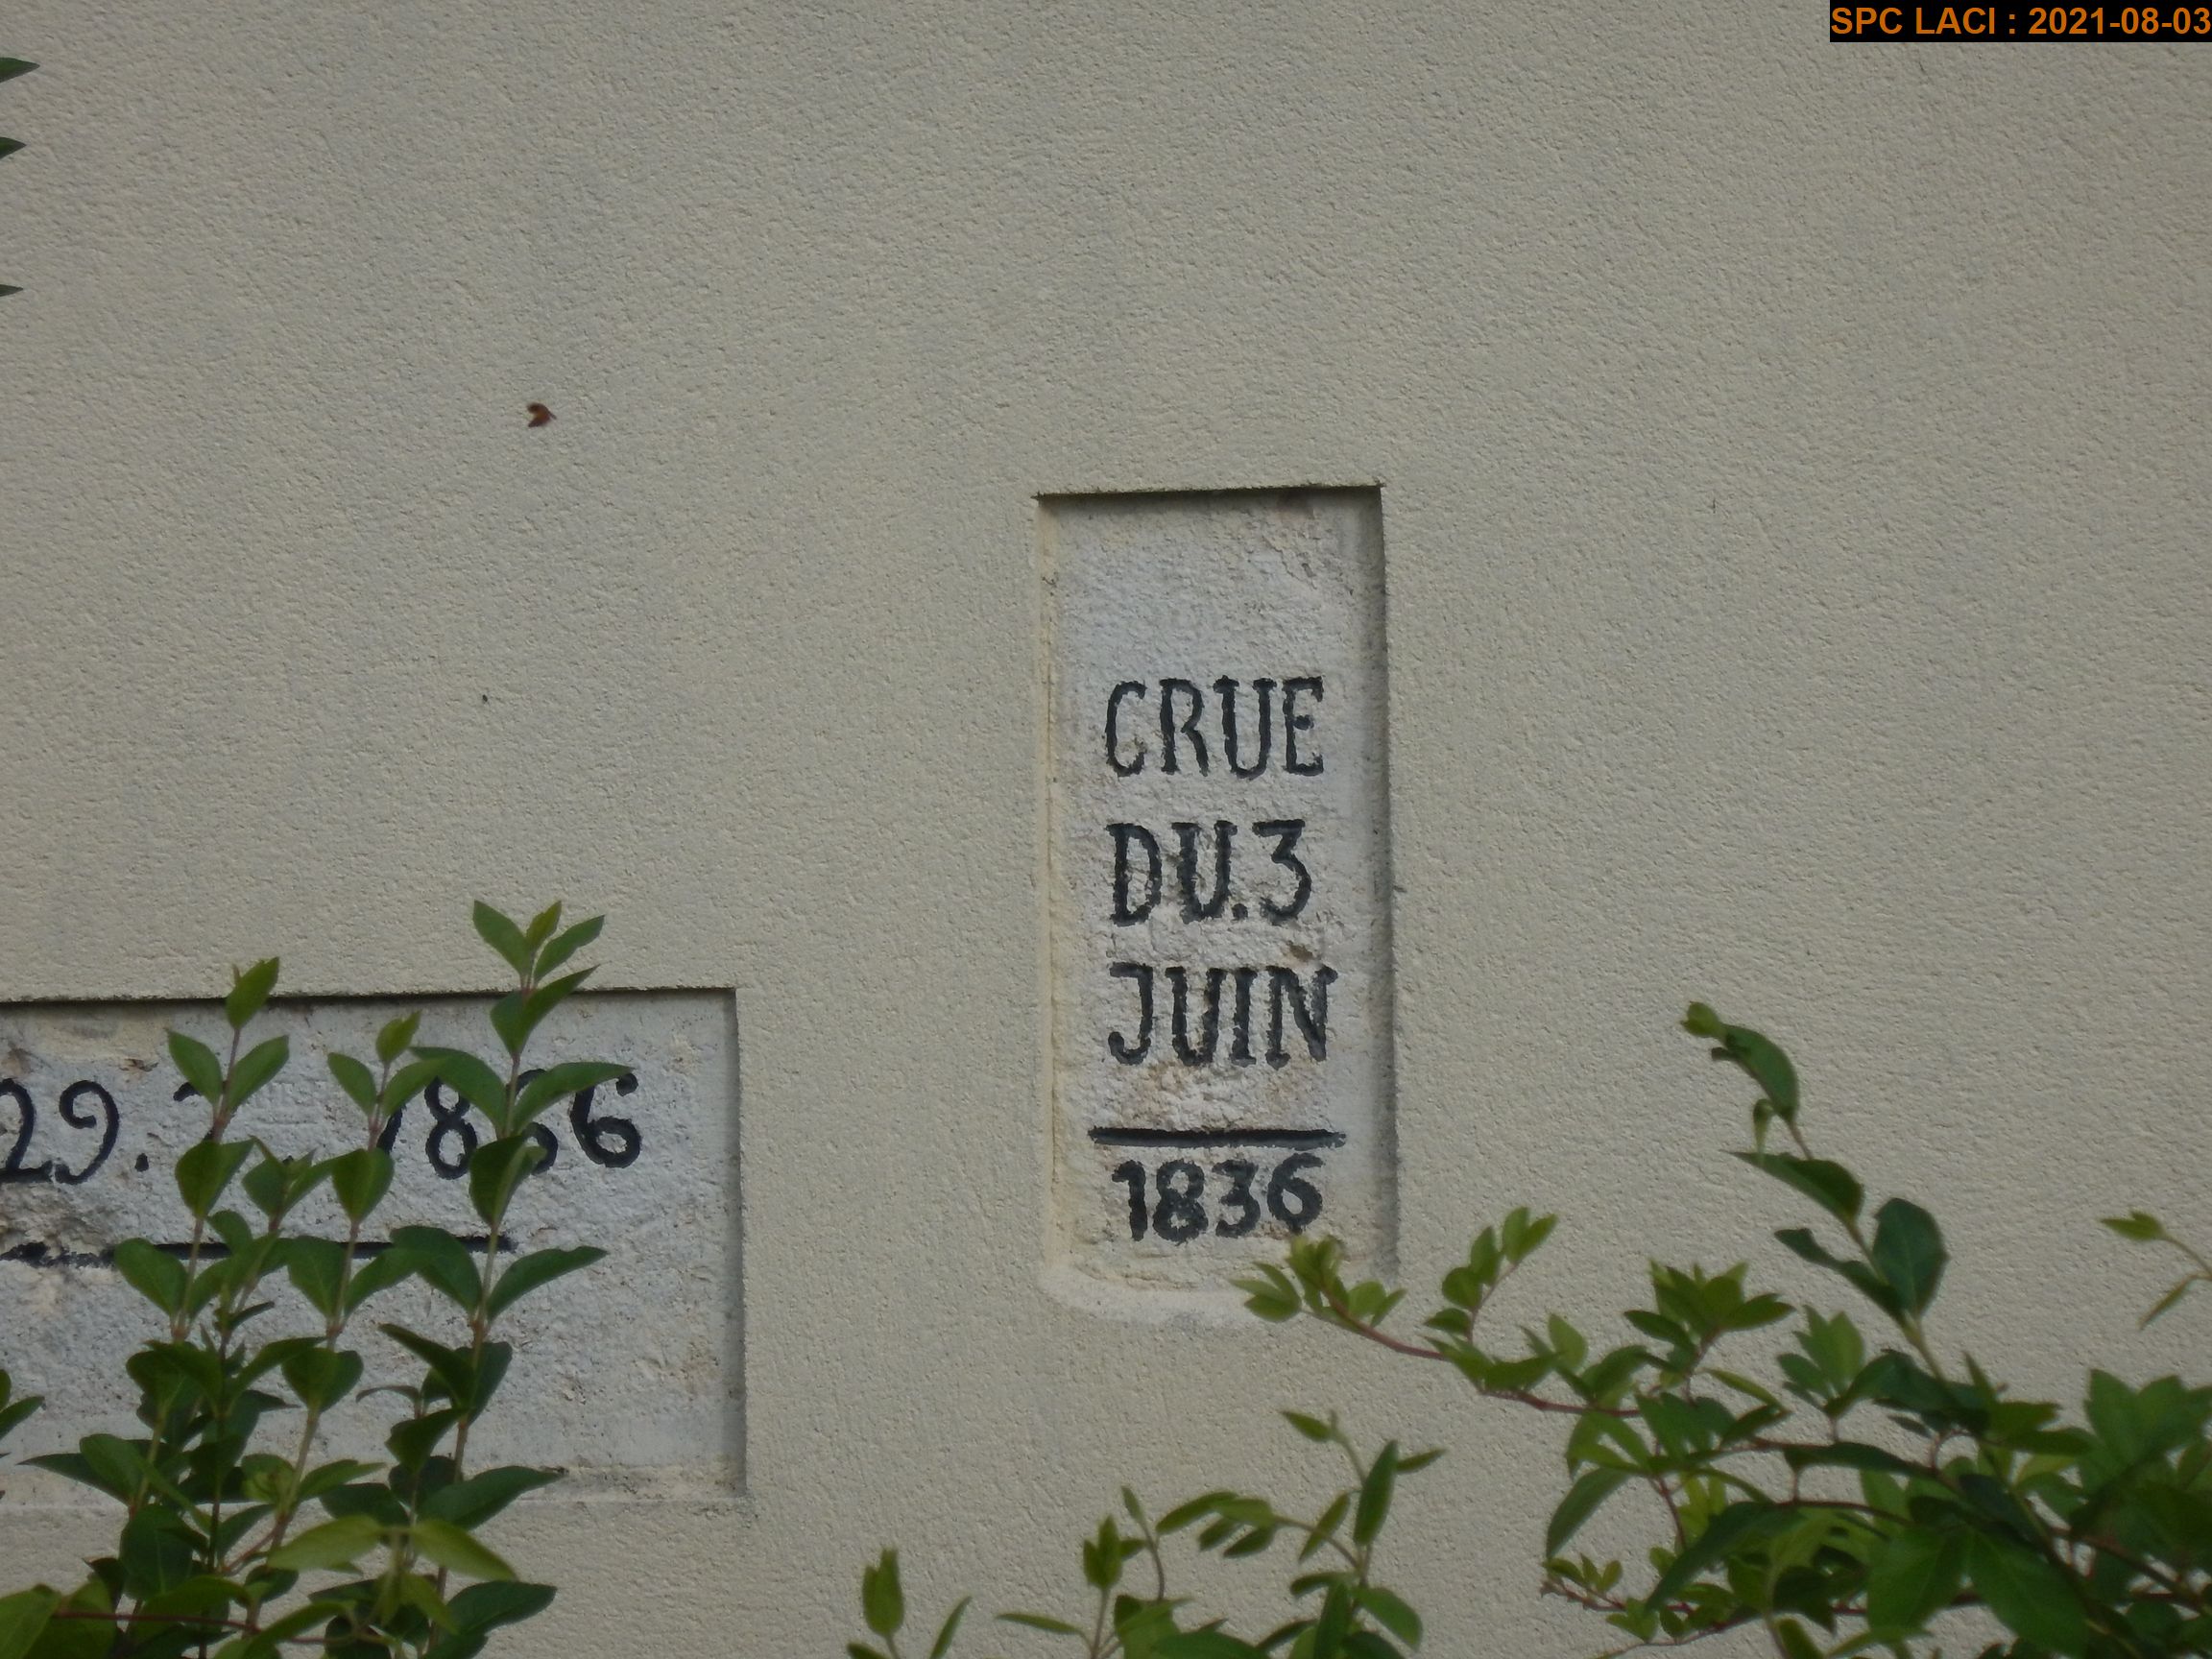 SPC LACI : 2021-08-03
CRUE
DU.3
JUIN
1836
29.